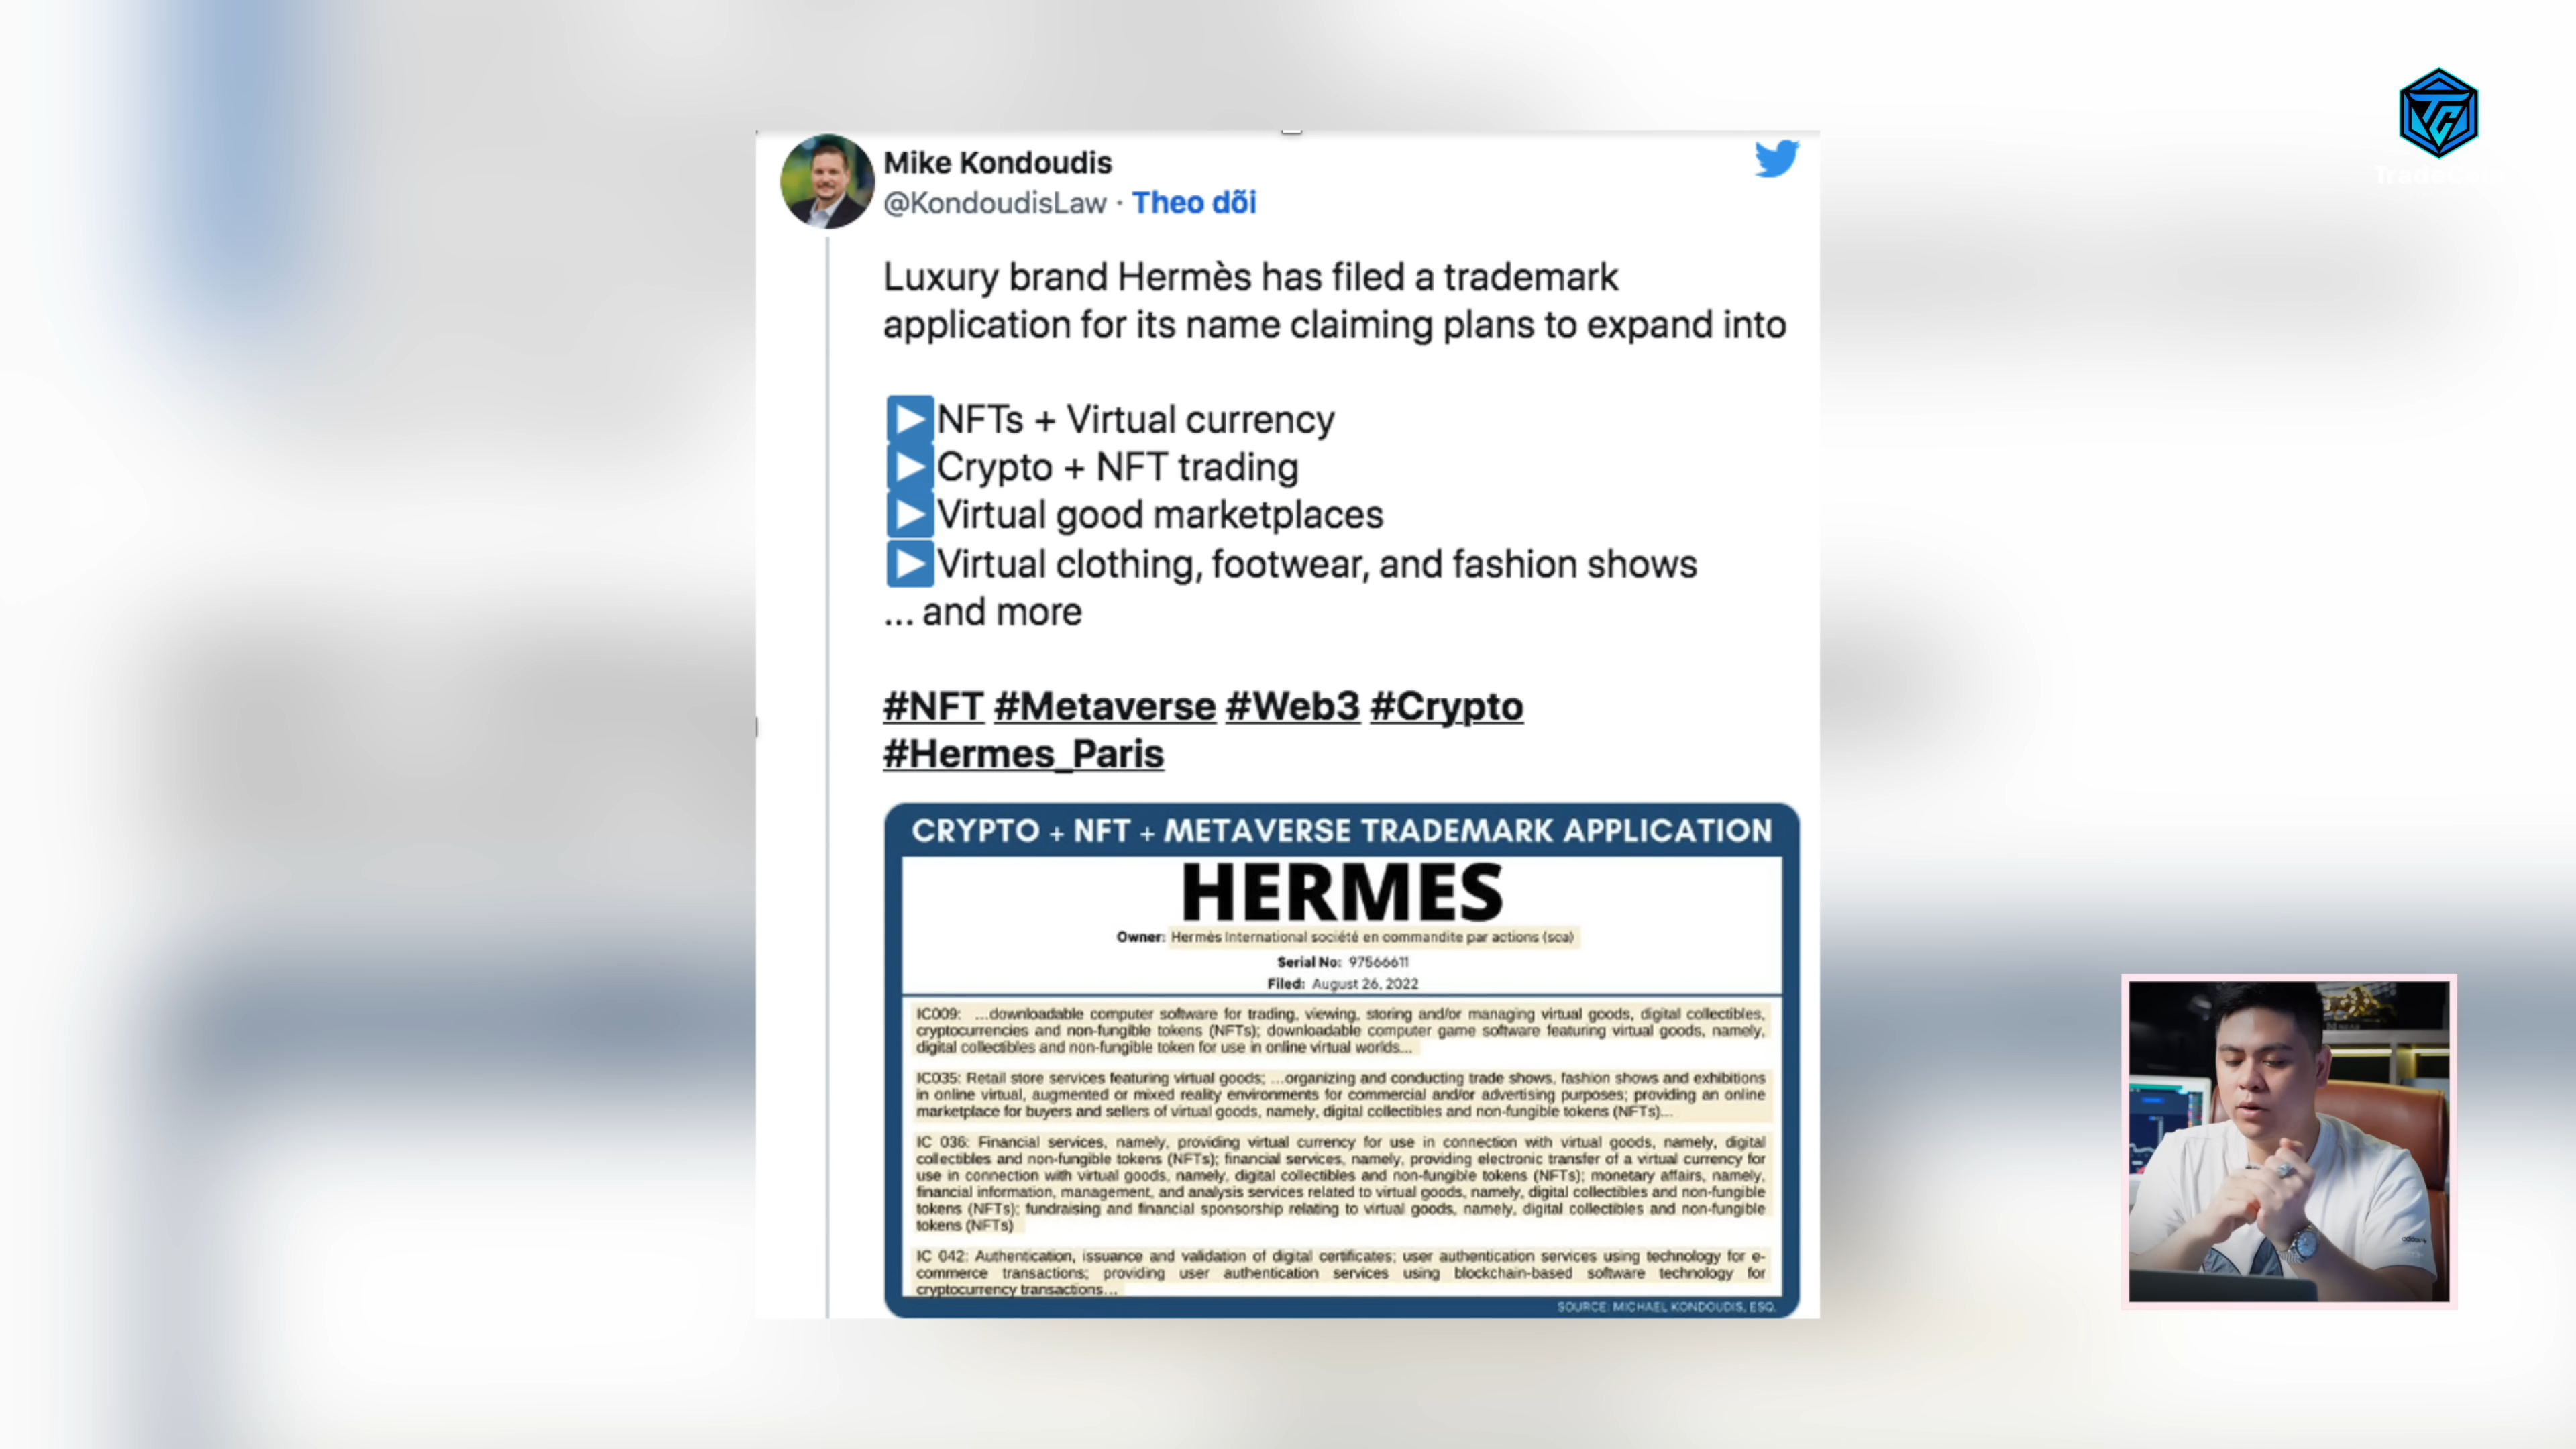 Mike Kondoudis
@KondoudisLaw · Theo dõi
Luxury brand Hermès has filed a trademark
application for its name claiming plans to expand into
NFTs + Virtual currency
Crypto + NFT trading
Virtual good marketplaces
Virtual clothing, footwear, and fashion shows
... and more
#NFT #Metaverse #Web3 #Crypto
#Hermes_Paris
CRYPTO + NFT + METAVERSE TRADEMARK APPLICATION
HERMES
Owner: Hermès International société en commandite par actions (sca)
Serial No: 97566611
Filed: August 26, 2022
IC009: ...downloadable computer software for trading, viewing, storing and/or managing virtual goods, digital collectibles,
cryptocurrencies and non-fungible tokens (NFTs); downloadable computer game software featuring virtual goods, namely,
digital collectibles and non-fungible token for use in online virtual worlds...
IC035: Retail store services featuring virtual goods; ...organizing and conducting trade shows, fashion shows and exhibitions
in online virtual, augmented or mixed reality environments for commercial and/or advertising purposes; providing an online
marketplace for buyers and sellers of virtual goods, namely, digital collectibles and non-fungible tokens (NFTs)...
IC 036: Financial services, namely, providing virtual currency for use in connection with virtual goods, namely, digital
collectibles and non-fungible tokens (NFTs); financial services, namely, providing electronic transfer of a virtual currency for
use in connection with virtual goods, namely, digital collectibles and non-fungible tokens (NFTs); monetary affairs, namely,
financial information, management, and analysis services related to virtual goods, namely, digital collectibles and non-fungible
tokens (NFTs); fundraising and financial sponsorship relating to virtual goods, namely, digital collectibles and non-fungible
tokens (NFTs)
IC 042: Authentication, issuance and validation of digital certificates; user authentication services using technology for e-
commerce transactions; providing user authentication services using blockchain-based software technology for
cryptocurrency transactions...
SOURCE: MICHAEL KONDOUDIS, ESQ.
TC
adidas